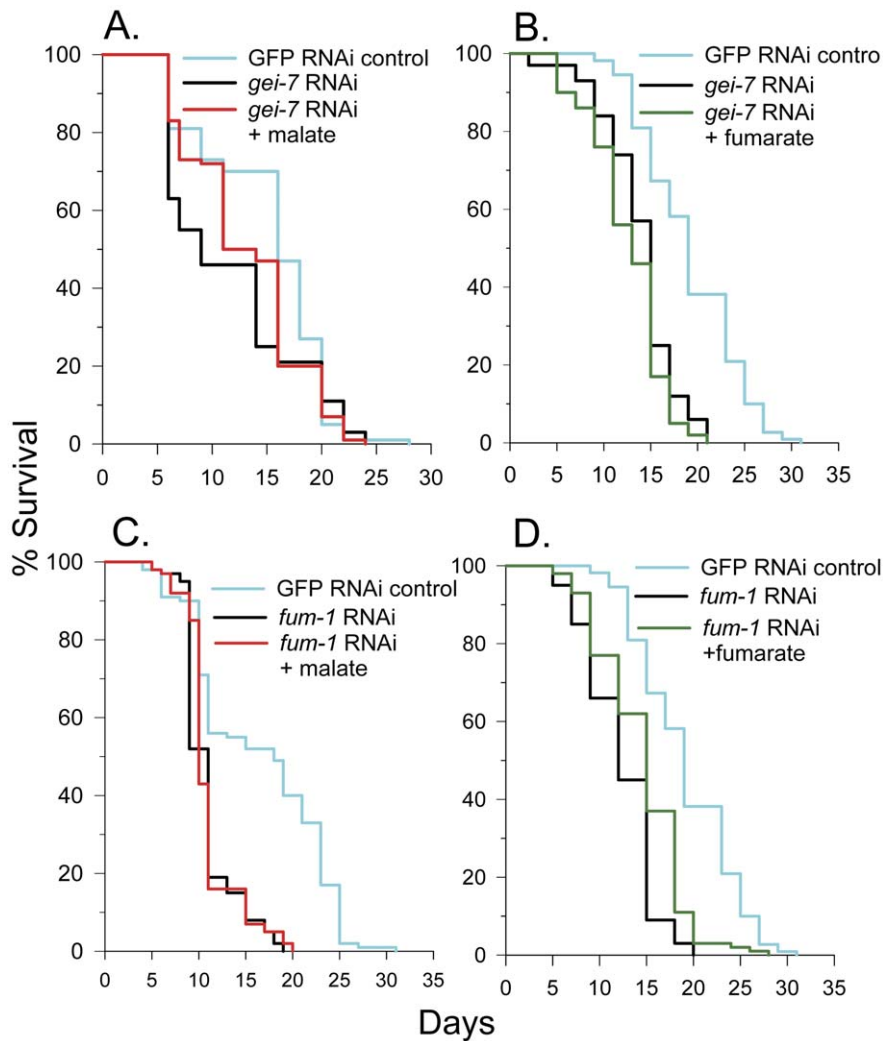 A.
GFP RNAi control
gei-7 RNAi
gei-7 RNAi
+ malate
100
80
60
40
20
0
0 5 10 15 20 25 30
B.
GFP RNAi contro
gei-7 RNAi
gei-7 RNAi
+ fumarate
100
80
60
40
20
0
0 5 10 15 20 25 30 35
% Survival
C.
GFP RNAi control
fum-1 RNAi
fum-1 RNAi
+ malate
100
80
60
40
20
0
0 5 10 15 20 25 30 35
D.
GFP RNAi control
fum-1 RNAi
fum-1 RNAi
+fumarate
100
80
60
40
20
0
0 5 10 15 20 25 30 35
Days